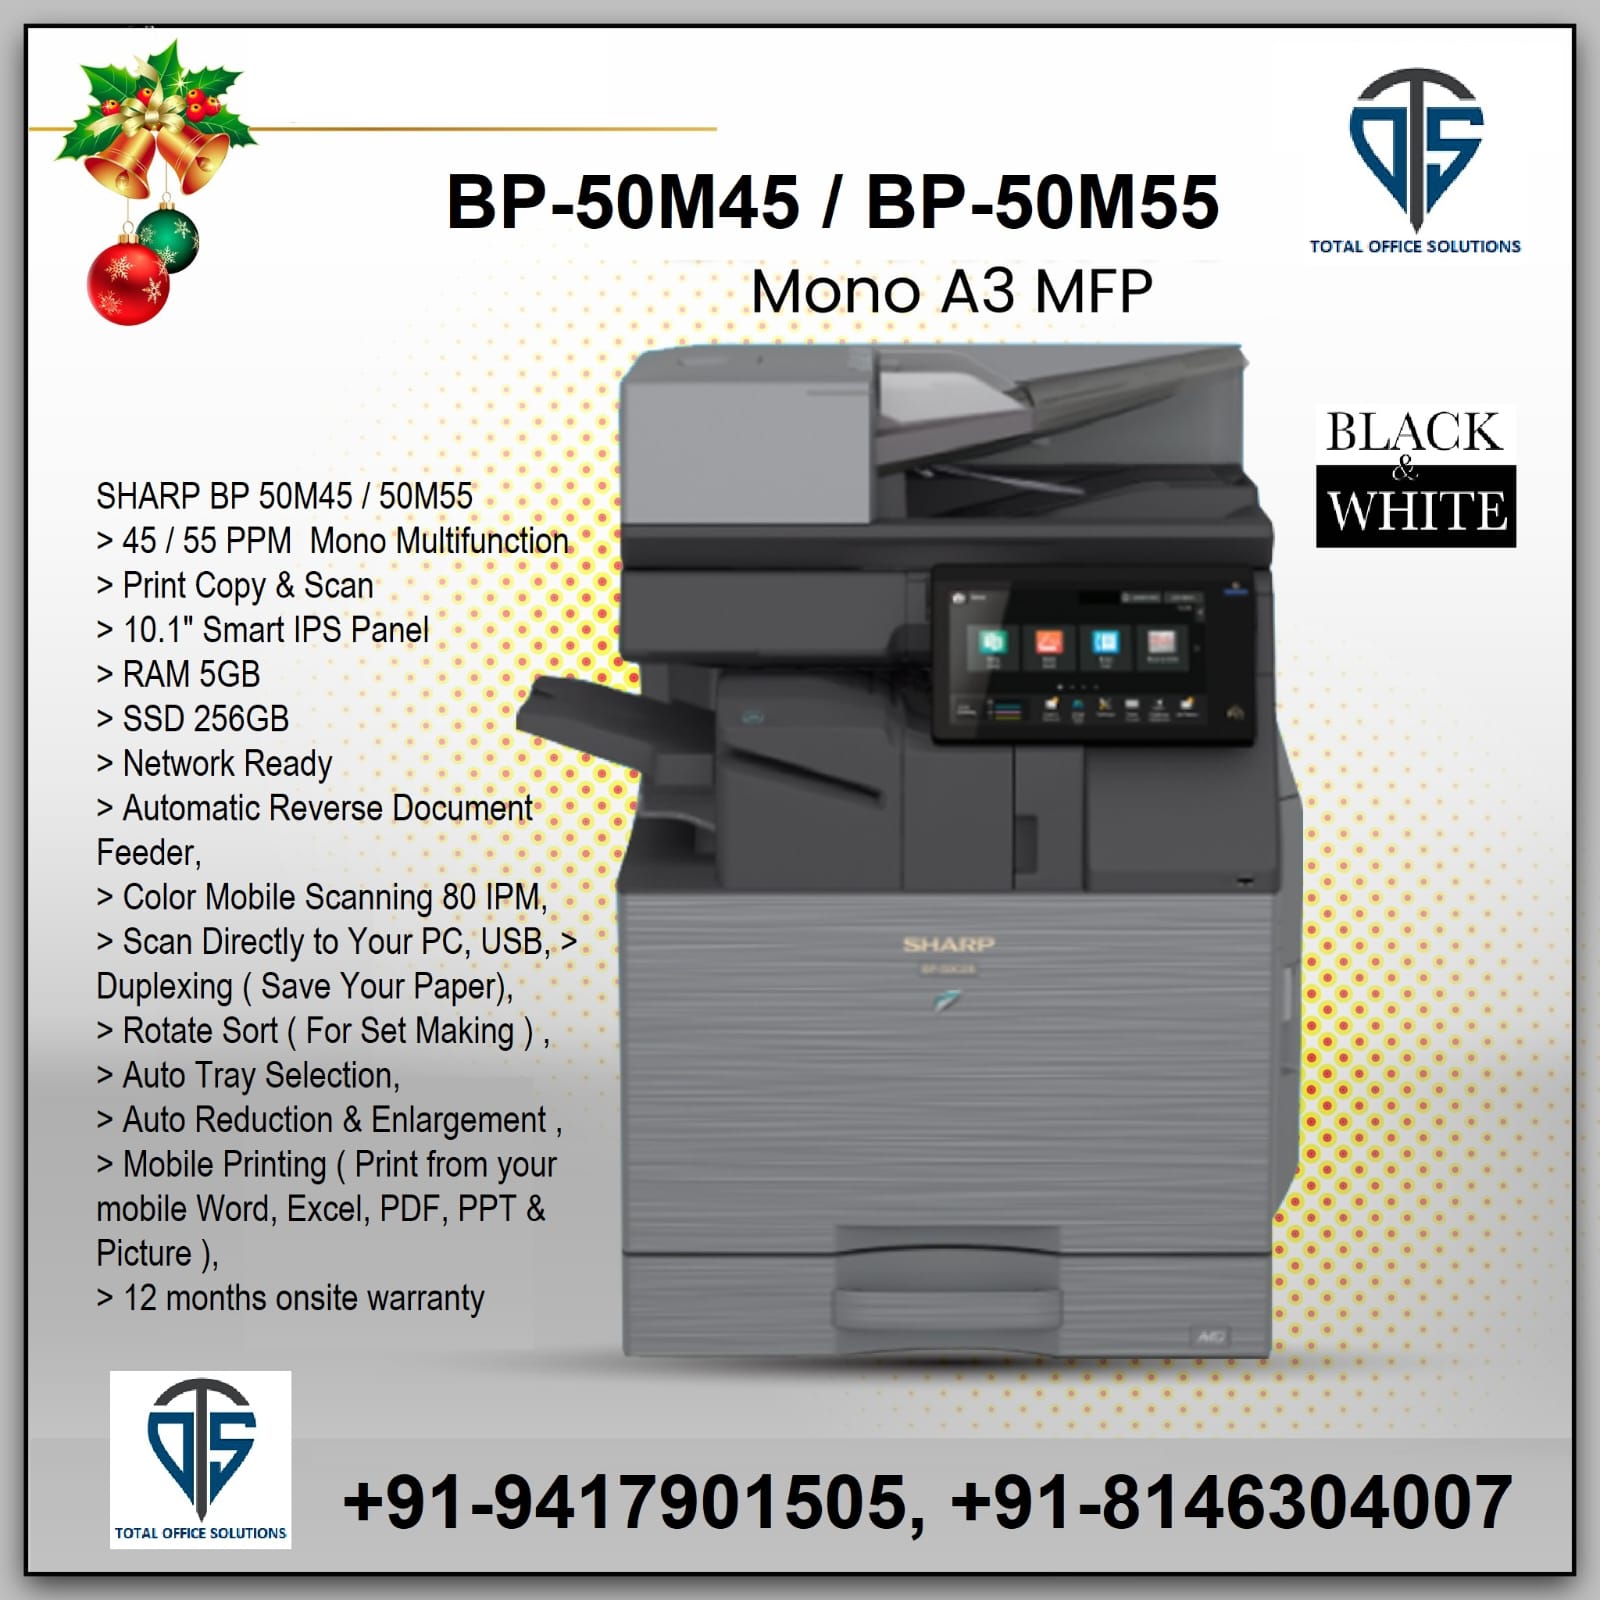 BP-50M45 / BP-50M55
TOTAL OFFICE SOLUTIONS
Mono A3 MFP
BLACK
&
WHITE
SHARP BP 50M45 / 50M55
> 45 / 55 PPM  Mono Multifunction
> Print Copy & Scan
> 10.1" Smart IPS Panel
> RAM 5GB
> SSD 256GB
> Network Ready
> Automatic Reverse Document
Feeder,
> Color Mobile Scanning 80 IPM,
> Scan Directly to Your PC, USB, >
Duplexing ( Save Your Paper),
> Rotate Sort ( For Set Making ) ,
> Auto Tray Selection,
> Auto Reduction & Enlargement ,
> Mobile Printing ( Print from your
mobile Word, Excel, PDF, PPT &
Picture ),
> 12 months onsite warranty
SHARP
TOTAL OFFICE SOLUTIONS
+91-9417901505, +91-8146304007